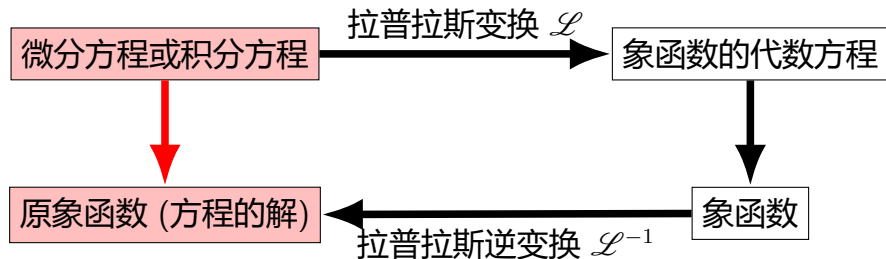 拉普拉斯变换 ℒ
微分方程或积分方程
象函数的代数方程
原象函数 (方程的解)
象函数
拉普拉斯逆变换 ℒ⁻¹